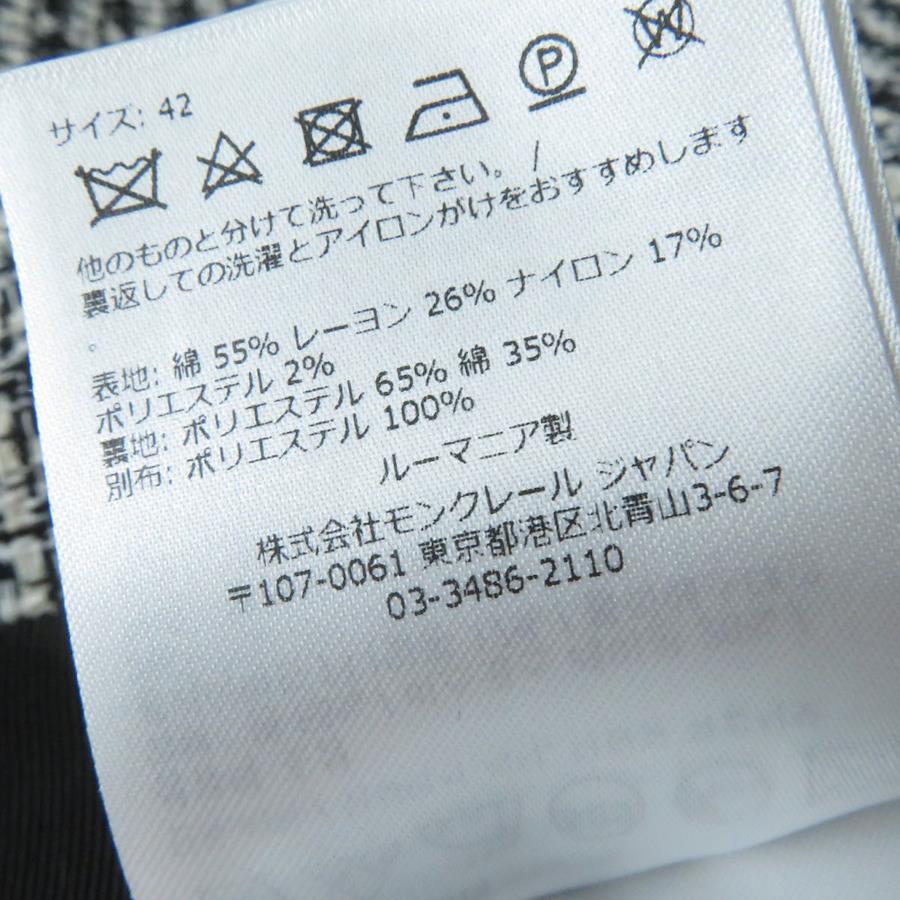 サイズ: 42
P
W
他のものと分けて洗って下さい。/
裏返しての洗濯とアイロンがけをおすすめします
。
表地: 綿 55% レーヨン 26% ナイロン 17%
ポリエステル 2%
裏地: ポリエステル 65% 綿 35%
別布: ポリエステル 100%
ルーマニア製
株式会社モンクレール ジャパン
〒107-0061 東京都港区北青山3-6-7
03-3486-2110